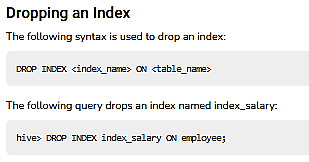 Dropping an Index
The following syntax is used to drop an index:
DROP INDEX <index_name> ON <table_name>
The following query drops an index named index_salary:
hive> DROP INDEX index_salary ON employee;